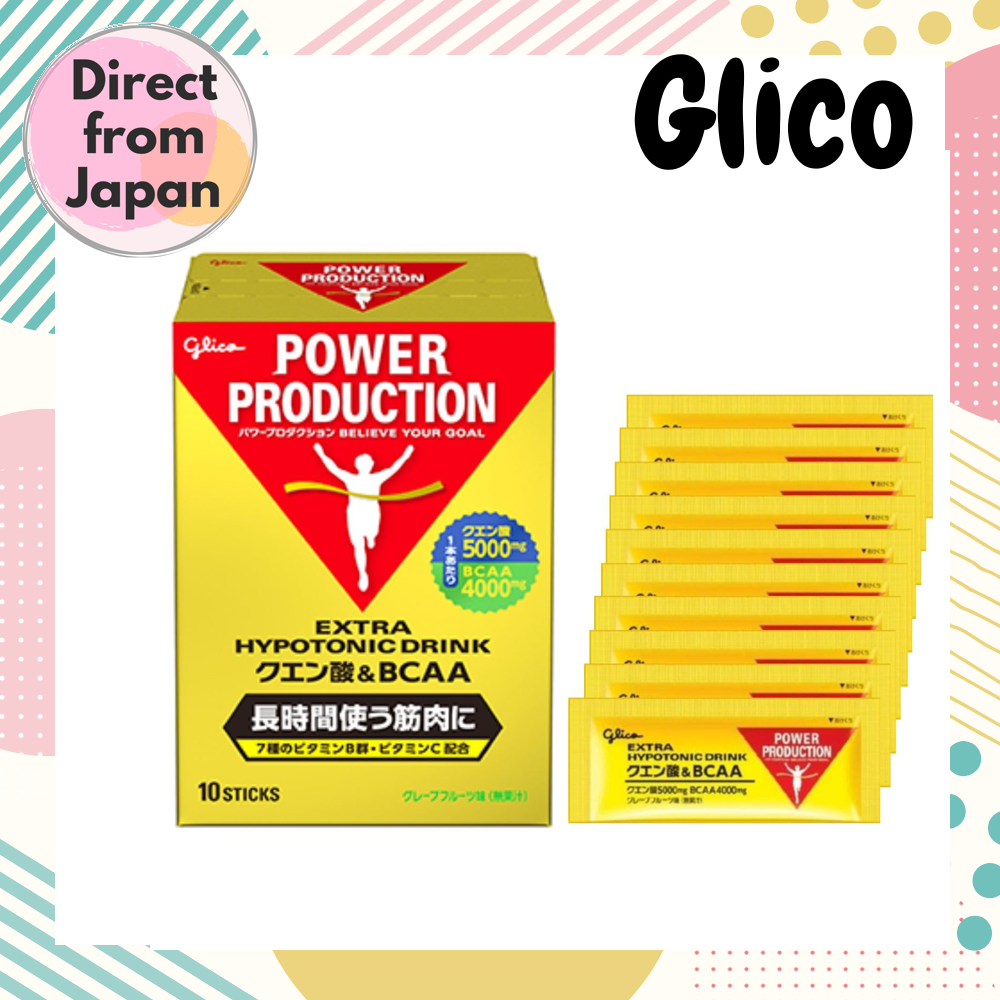 Direct
from
Japan
Glico
Glico
POWER
PRODUCTION
Glico
POWER
PRODUCTION
パワープロダクション BELIEVE YOUR GOAL
1本あたり
クエン酸
5000mg
BCAA
4000mg
EXTRA
HYPOTONIC DRINK
クエン酸&BCAA
長時間使う筋肉に
7種のビタミンB群・ビタミンC配合
10 STICKS
グレープフルーツ味(無果汁)
Glico
EXTRA
HYPOTONIC DRINK
クエン酸&BCAA
クエン酸5000mg BCAA4000mg
グレープフルーツ味(無果汁)
POWER
PRODUCTION